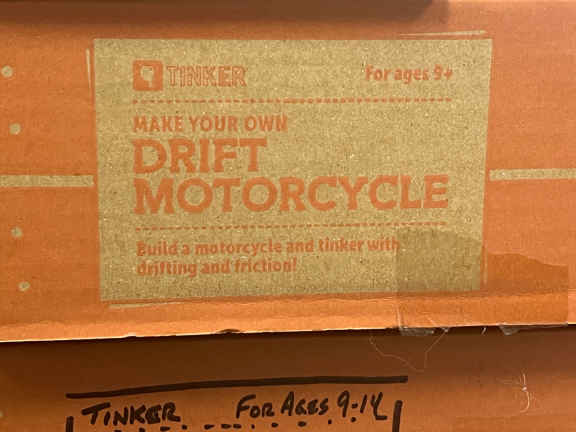 TINKER For ages 9+
MAKE YOUR OWN
DRIFT
MOTORCYCLE
Build a motorcycle and tinker with
drifting and friction!
TINKER FOR AGES 9-14